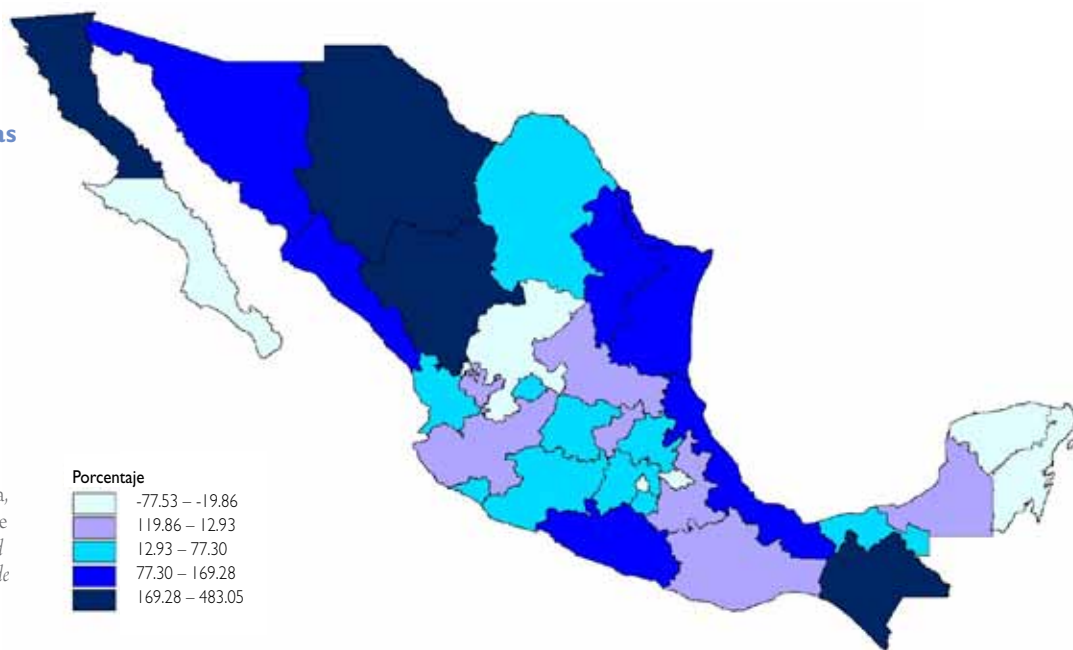 as
a,
e
d
de
Porcentaje
-77.53 – -19.86
119.86 – 12.93
12.93 – 77.30
77.30 – 169.28
169.28 – 483.05